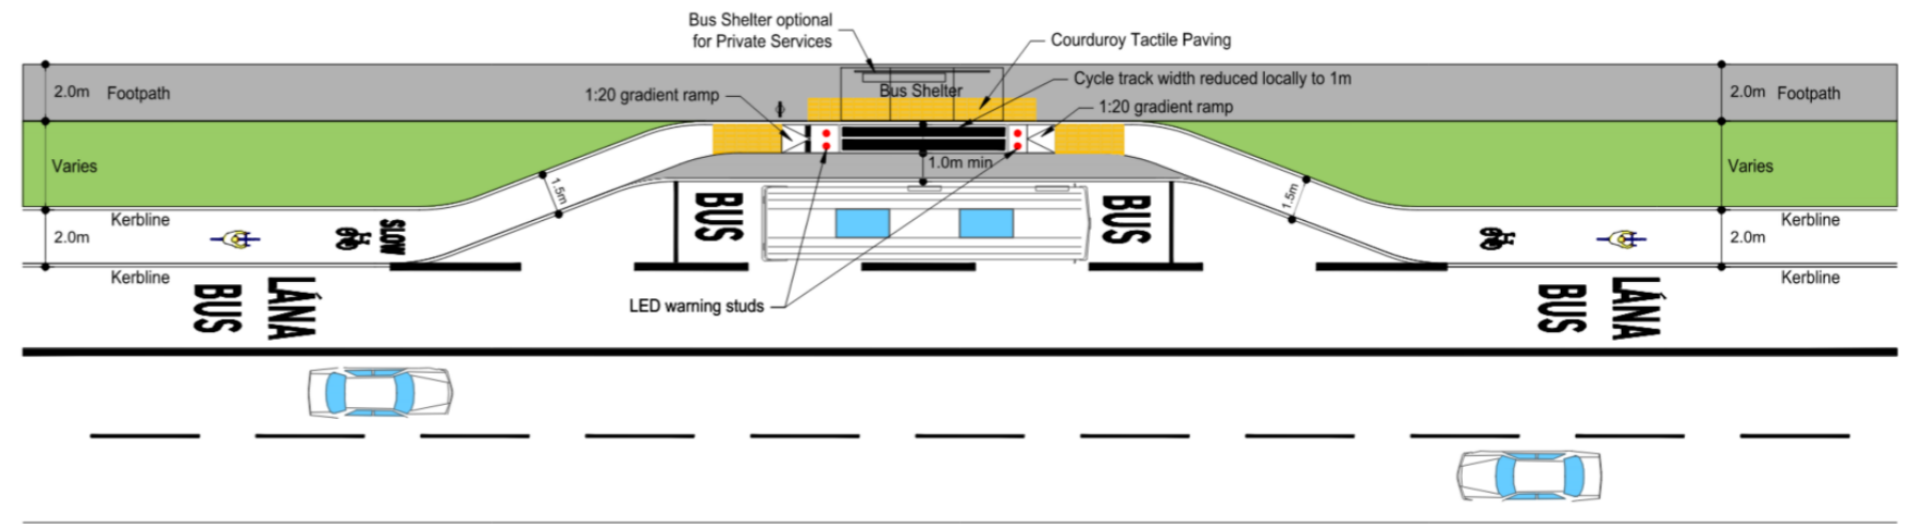 Bus Shelter optional
for Private Services
Courduroy Tactile Paving
Cycle track width reduced locally to 1m
1:20 gradient ramp
1:20 gradient ramp
Bus Shelter
2.0m Footpath
2.0m Footpath
Varies
Varies
1.0m min
1.5m
1.5m
Kerbline
Kerbline
2.0m
2.0m
SLOW
BUS
BUS
Kerbline
Kerbline
LED warning studs
BUS
LÁNA
BUS
LÁNA